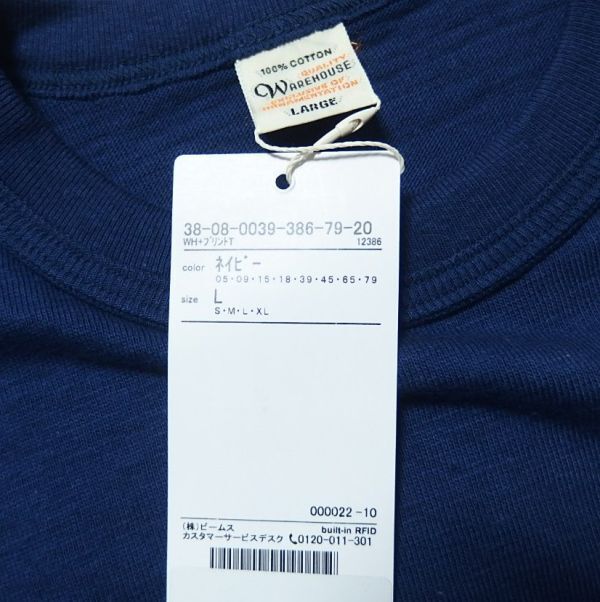 100% COTTON
QUALITY
WAREHOUSE
EXCLUSIVE OF
ORNAMENTATION
LARGE
38-08-0039-386-79-20
WH+プリントT 12386
color ネイビー
05・09・15・18・39・45・65・79
size L
S・M・L・XL
000022-10
(株)ビームス built-in RFID
カスタマーサービスデスク 0120-011-301